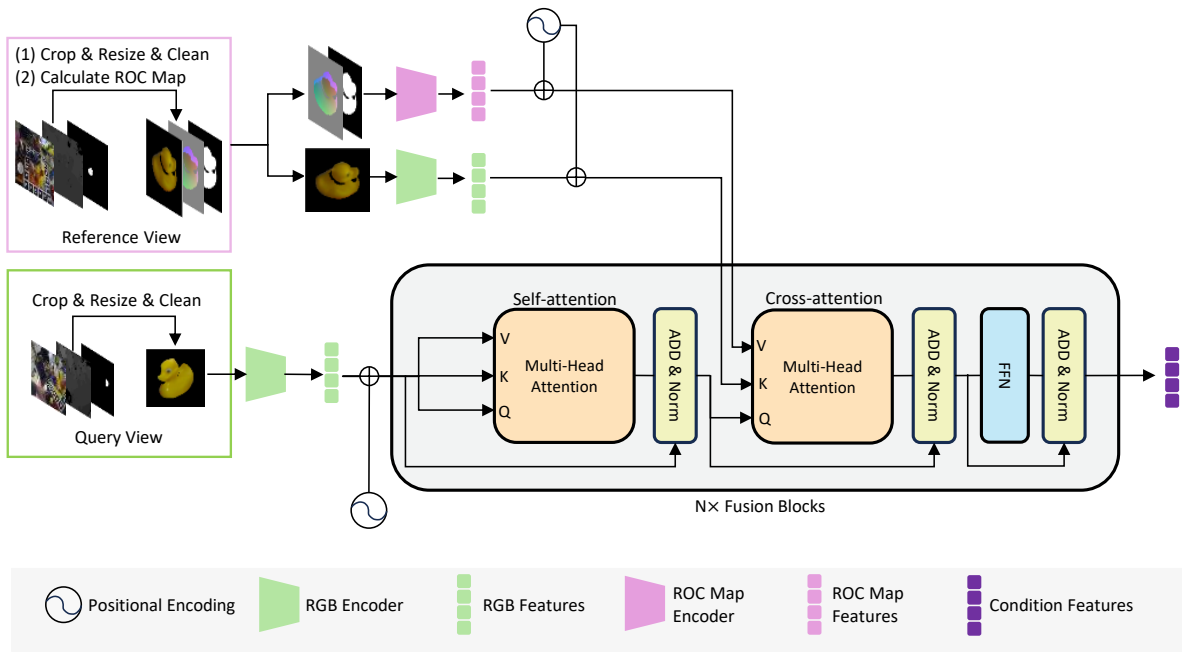 (1) Crop & Resize & Clean
(2) Calculate ROC Map
Reference View
Crop & Resize & Clean
Query View
Self-attention
V
K
Q
Multi-Head
Attention
ADD & Norm
Cross-attention
V
K
Q
Multi-Head
Attention
ADD & Norm
FFN
ADD & Norm
N× Fusion Blocks
Positional Encoding
RGB Encoder
RGB Features
ROC Map
Encoder
ROC Map
Features
Condition Features